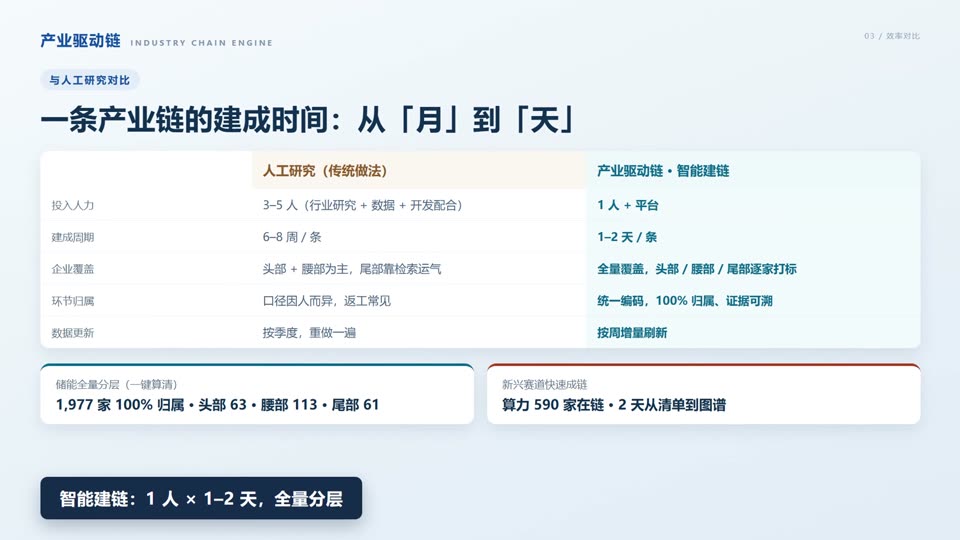 产业驱动链 INDUSTRY CHAIN ENGINE
03 / 效率对比
与人工研究对比
一条产业链的建成时间：从「月」到「天」
人工研究（传统做法） 产业驱动链·智能建链
投入人力 3–5 人（行业研究 + 数据 + 开发配合） 1 人 + 平台
建成周期 6–8 周 / 条 1–2 天 / 条
企业覆盖 头部 + 腰部为主，尾部靠检索运气 全量覆盖，头部 / 腰部 / 尾部逐家打标
环节归属 口径因人而异，返工常见 统一编码，100% 归属、证据可溯
数据更新 按季度，重做一遍 按周增量刷新
储能全量分层（一键算清）
1,977 家 100% 归属·头部 63·腰部 113·尾部 61
新兴赛道快速成链
算力 590 家在链·2 天从清单到图谱
智能建链：1 人 × 1–2 天，全量分层